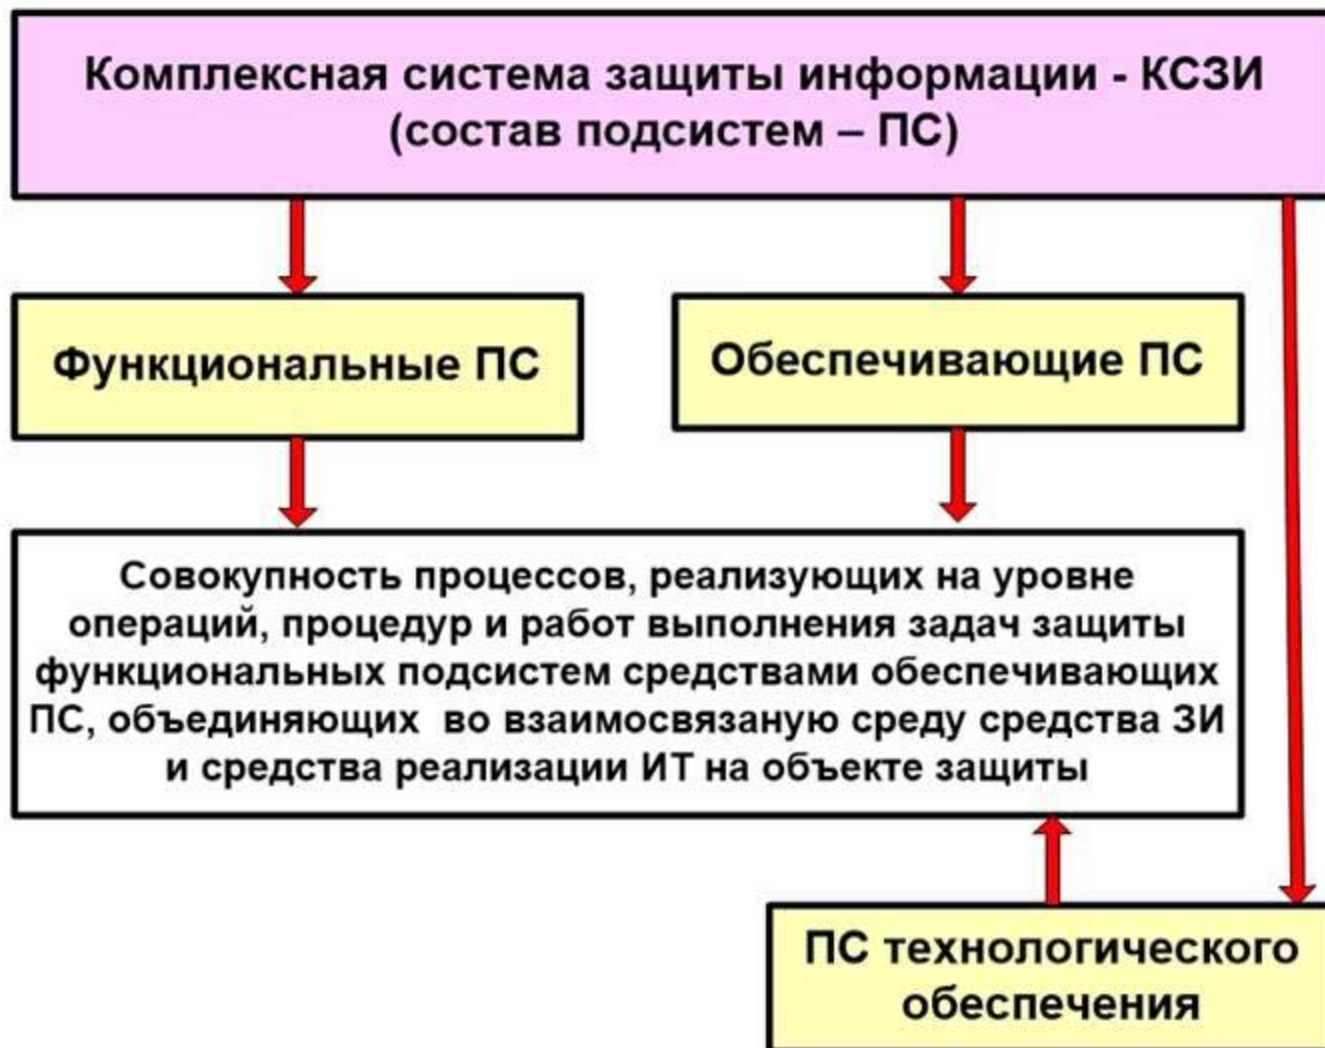 Комплексная система защиты информации - КСЗИ
(состав подсистем – ПС)
Функциональные ПС
Обеспечивающие ПС
Совокупность процессов, реализующих на уровне
операций, процедур и работ выполнения задач защиты
функциональных подсистем средствами обеспечивающих
ПС, объединяющих во взаимосвязаную среду средства ЗИ
и средства реализации ИТ на объекте защиты
ПС технологического
обеспечения